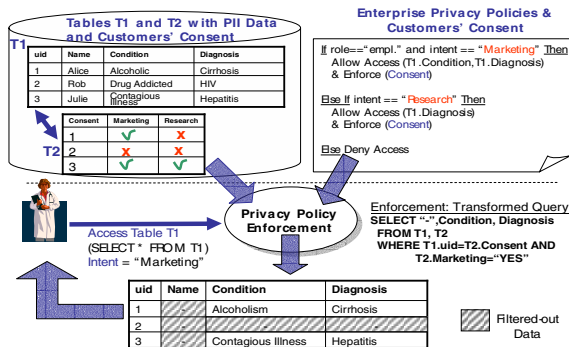 Tables T1 and T2 with PII Data
and Customers' Consent
T1
uid Name Condition Diagnosis
1 Alice Alcoholic Cirrhosis
2 Rob Drug Addicted HIV
3 Julie Contagious Illness Hepatitis
T2
Consent Marketing Research
1 √ x
2 x x
3 √ √
Enterprise Privacy Policies &
Customers' Consent
If role=="empl." and intent == "Marketing" Then
Allow Access (T1.Condition,T1.Diagnosis)
& Enforce (Consent)
Else If intent == "Research" Then
Allow Access (T1.Diagnosis)
& Enforce (Consent)
Else Deny Access
Privacy Policy
Enforcement
Access Table T1
(SELECT * FROM T1)
Intent = "Marketing"
Enforcement: Transformed Query
SELECT "-",Condition, Diagnosis
FROM T1, T2
WHERE T1.uid=T2.Consent AND
T2.Marketing="YES"
uid Name Condition Diagnosis
1 - Alcoholism Cirrhosis
2 - - -
3 - Contagious Illness Hepatitis
Filtered-out
Data